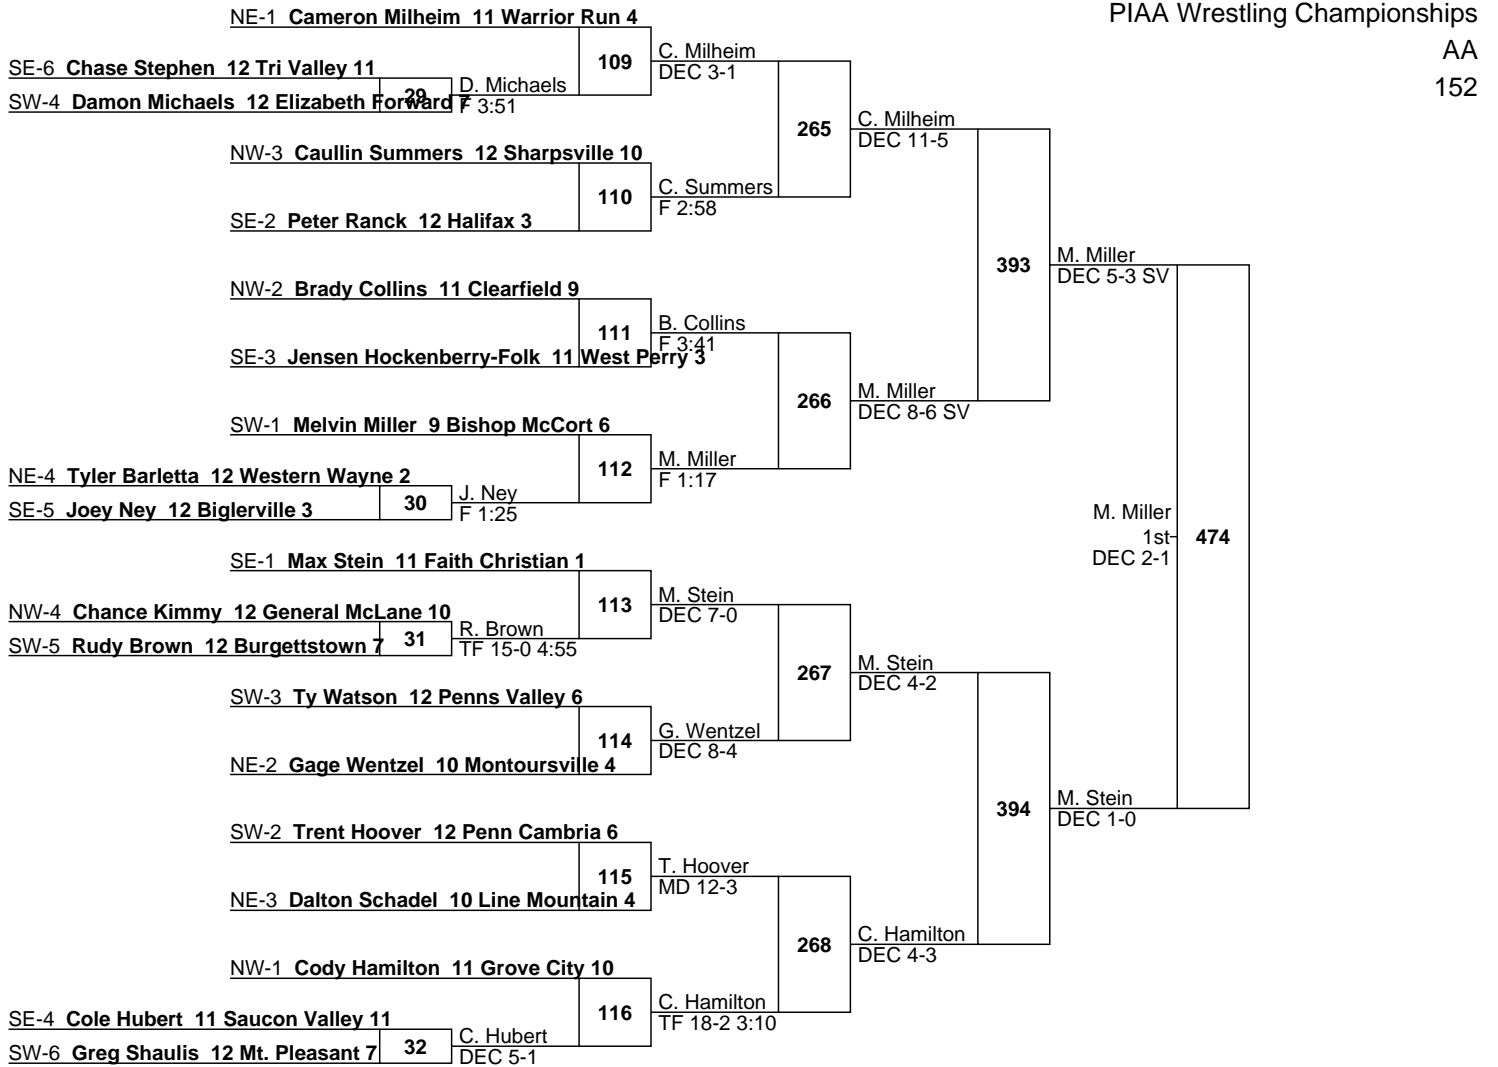 PIAA Wrestling Championships
AA
152
NE-1 Cameron Milheim 11 Warrior Run 4
SE-6 Chase Stephen 12 Tri Valley 11
SW-4 Damon Michaels 12 Elizabeth Forward 7
29
D. Michaels
F 3:51
109
C. Milheim
DEC 3-1
NW-3 Caullin Summers 12 Sharpsville 10
SE-2 Peter Ranck 12 Halifax 3
110
C. Summers
F 2:58
265
C. Milheim
DEC 11-5
NW-2 Brady Collins 11 Clearfield 9
SE-3 Jensen Hockenberry-Folk 11 West Perry 3
111
B. Collins
F 3:41
SW-1 Melvin Miller 9 Bishop McCort 6
NE-4 Tyler Barletta 12 Western Wayne 2
SE-5 Joey Ney 12 Biglerville 3
30
J. Ney
F 1:25
112
M. Miller
F 1:17
266
M. Miller
DEC 8-6 SV
393
M. Miller
DEC 5-3 SV
SE-1 Max Stein 11 Faith Christian 1
NW-4 Chance Kimmy 12 General McLane 10
SW-5 Rudy Brown 12 Burgettstown 7
31
R. Brown
TF 15-0 4:55
113
M. Stein
DEC 7-0
SW-3 Ty Watson 12 Penns Valley 6
NE-2 Gage Wentzel 10 Montoursville 4
114
G. Wentzel
DEC 8-4
267
M. Stein
DEC 4-2
SW-2 Trent Hoover 12 Penn Cambria 6
NE-3 Dalton Schadel 10 Line Mountain 4
115
T. Hoover
MD 12-3
NW-1 Cody Hamilton 11 Grove City 10
SE-4 Cole Hubert 11 Saucon Valley 11
SW-6 Greg Shaulis 12 Mt. Pleasant 7
32
C. Hubert
DEC 5-1
116
C. Hamilton
TF 18-2 3:10
268
C. Hamilton
DEC 4-3
394
M. Stein
DEC 1-0
M. Miller
1st
DEC 2-1
474